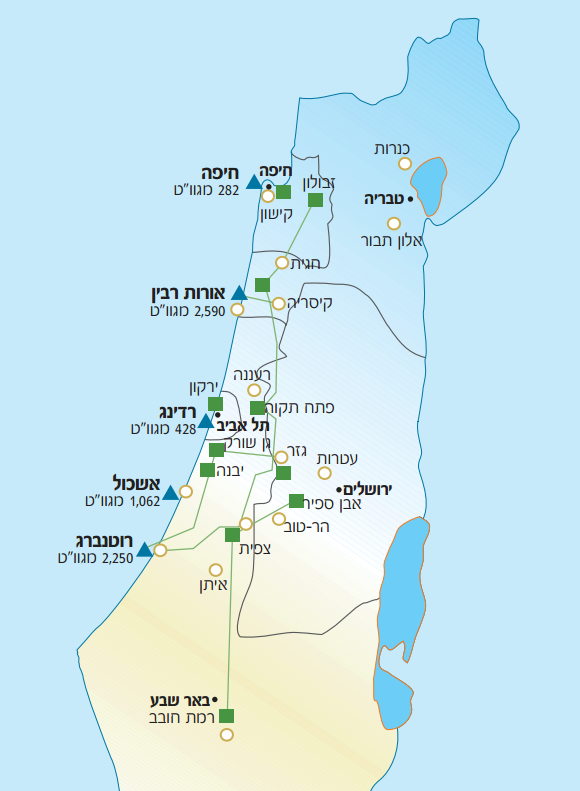 כנרות
חיפה
חיפה
282 מגוו"ט
זבולון
טבריה
קישון
אלון תבור
חגית
אורות רבין
2,590 מגוו"ט
קיסריה
רעננה
ירקון
פתח תקוה
רדינג
428 מגוו"ט
תל אביב
גן שורק
גזר
עטרות
יבנה
אשכול
1,062 מגוו"ט
ירושלים
אבן ספיר
הר-טוב
רוטנברג
2,250 מגוו"ט
צפית
איתן
באר שבע
רמת חובב